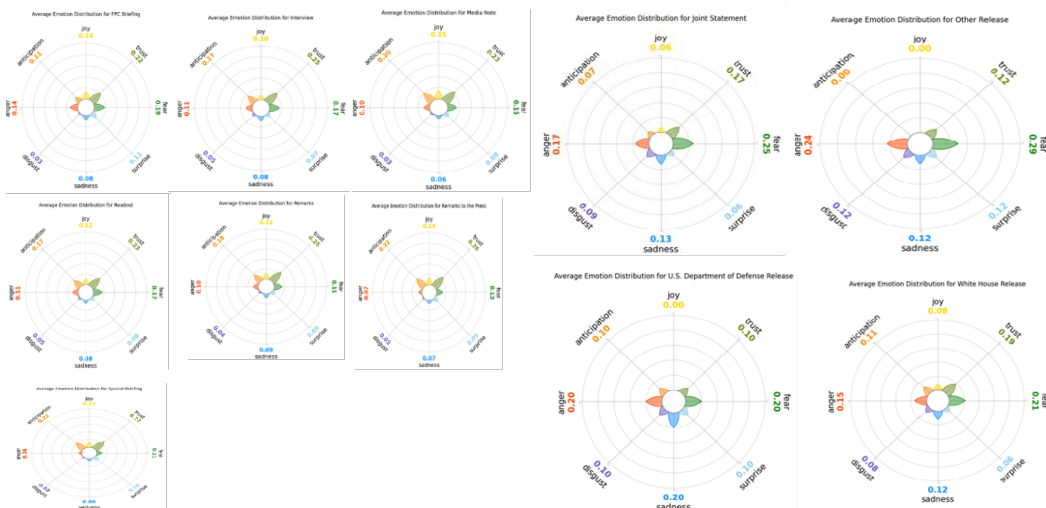 Average Emotion Distribution for FPC Briefing
joy
0.14
trust
0.22
fear
0.19
surprise
0.11
sadness
0.08
disgust
0.03
anger
0.14
anticipation
0.11
Average Emotion Distribution for Interview
joy
0.10
trust
0.25
fear
0.17
surprise
0.07
sadness
0.08
disgust
0.05
anger
0.11
anticipation
0.17
Average Emotion Distribution for Media Note
joy
0.15
trust
0.23
fear
0.15
surprise
sadness
0.06
disgust
0.03
anger
0.10
anticipation
0.20
Average Emotion Distribution for Joint Statement
joy
0.06
trust
0.17
fear
0.25
surprise
0.06
sadness
0.13
disgust
0.09
anger
0.17
anticipation
0.07
Average Emotion Distribution for Other Release
joy
0.00
trust
0.12
fear
0.29
surprise
0.12
sadness
0.12
disgust
0.12
anger
0.24
anticipation
0.06
Average Emotion Distribution for Readout
joy
0.12
trust
0.23
fear
0.17
surprise
sadness
0.08
disgust
0.05
anger
0.11
anticipation
0.17
Average Emotion Distribution for Remarks
joy
0.12
trust
0.25
fear
surprise
sadness
0.09
disgust
0.04
anger
0.10
anticipation
Average Emotion Distribution for Remarks to the Press
joy
0.14
trust
fear
0.13
surprise
sadness
0.07
disgust
0.03
anger
0.07
anticipation
0.22
Average Emotion Distribution for Special Briefing
joy
trust
surprise
disgust
anger
anticipation
Average Emotion Distribution for U.S. Department of Defense Release
joy
0.00
trust
0.10
fear
0.20
surprise
0.10
sadness
0.20
disgust
0.10
anger
0.20
anticipation
0.10
Average Emotion Distribution for White House Release
joy
0.08
trust
0.19
fear
0.21
surprise
0.06
sadness
0.12
disgust
0.08
anger
0.15
anticipation
0.11